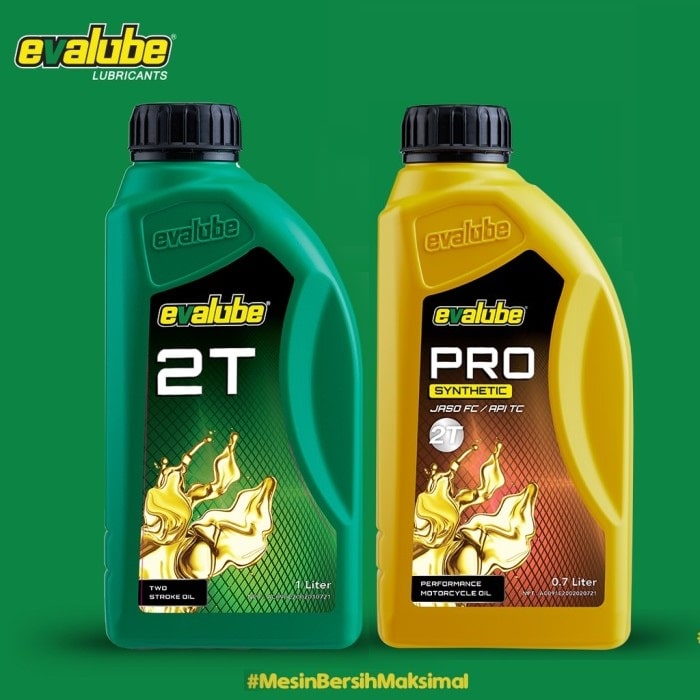 evalube
LUBRICANTS
evalube
evalube
2T
TWO
STROKE OIL
1 Liter
evalube
evalube
PRO
SYNTHETIC
JASO FC / API TC
2T
PERFORMANCE
MOTORCYCLE OIL
0.7 Liter
#MesinBersihMaksimal